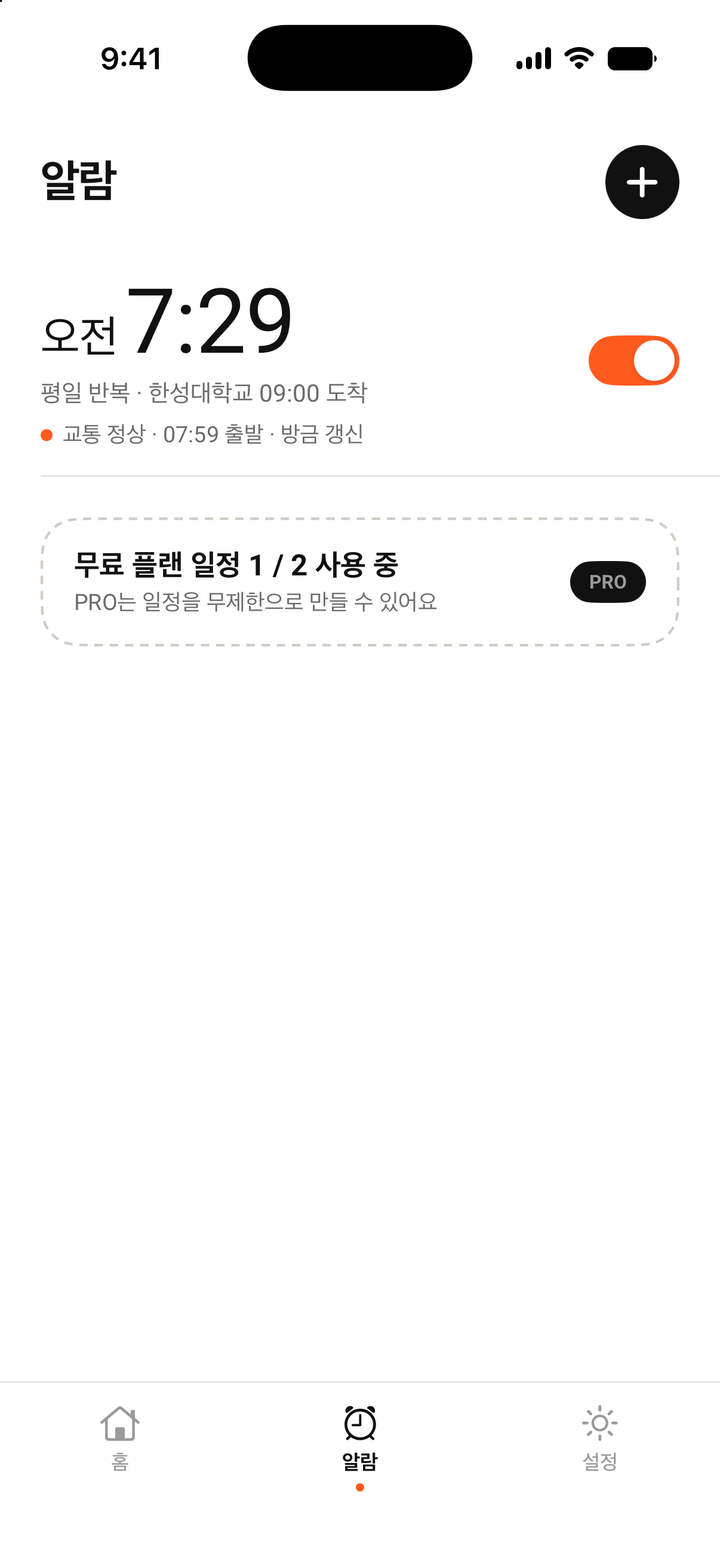 9:41
알람
오전 7:29
평일 반복 · 한성대학교 09:00 도착
교통 정상 · 07:59 출발 · 방금 갱신
무료 플랜 일정 1 / 2 사용 중
PRO는 일정을 무제한으로 만들 수 있어요
PRO
홈
알람
설정